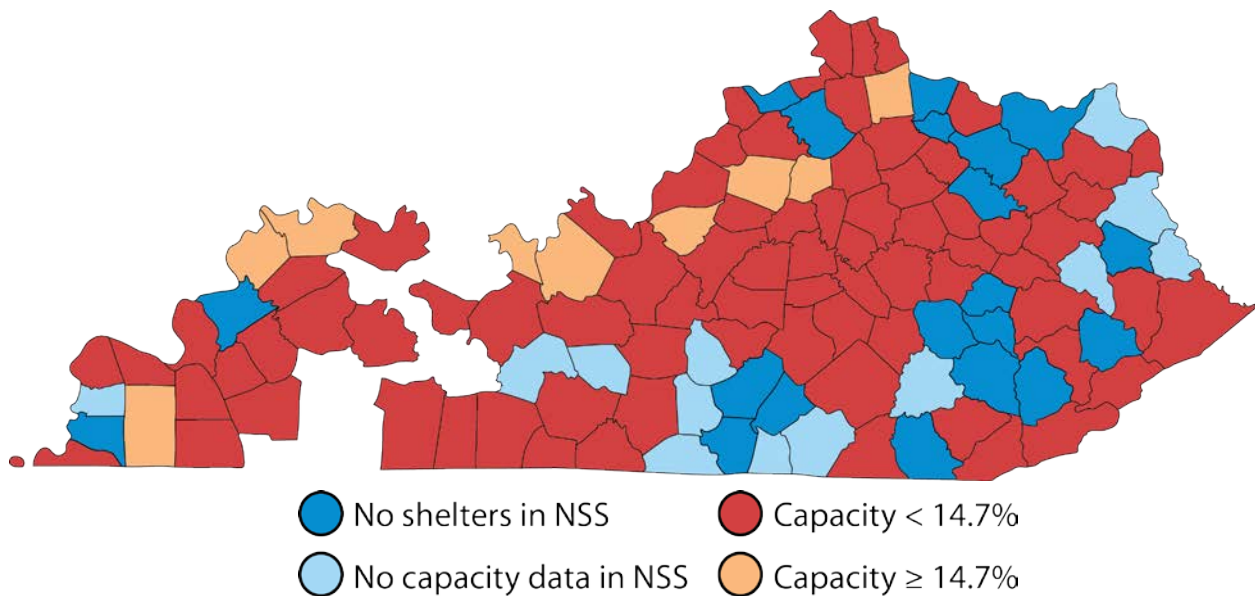 No shelters in NSS
Capacity < 14.7%
No capacity data in NSS
Capacity ≥ 14.7%